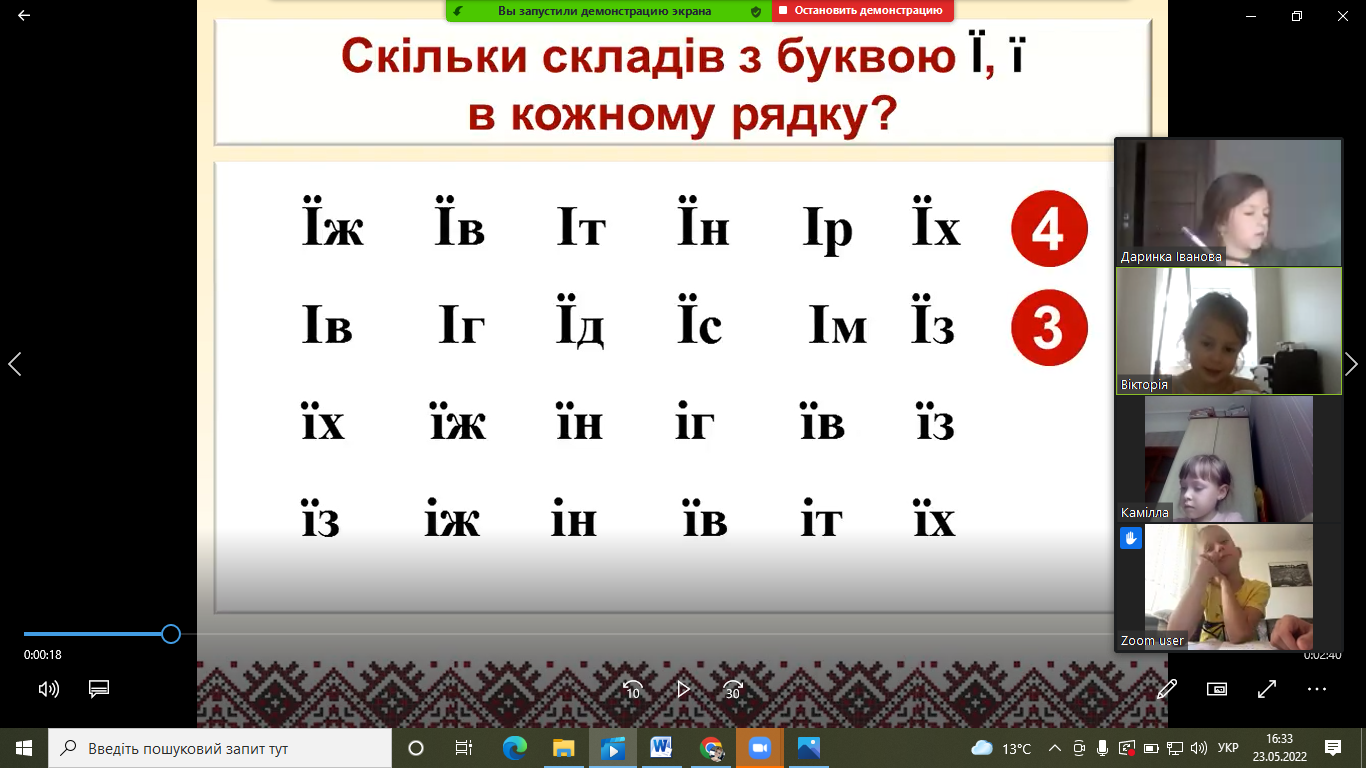 Вы запустили демонстрацию экрана
Остановить демонстрацию
Скільки складів з буквою Ї, ї
в кожному рядку?
Їж Їв Іт Їн Ір Їх 4
Ів Іг Їд Їс Ім Їз 3
їх їж їн іг їв їз
їз іж ін їв іт їх
Даринка Іванова
Вікторія
Камілла
Zoom user
0:00:18
0:02:40
10
30
Введіть пошуковий запит тут
13°C
УКР
16:33
23.05.2022